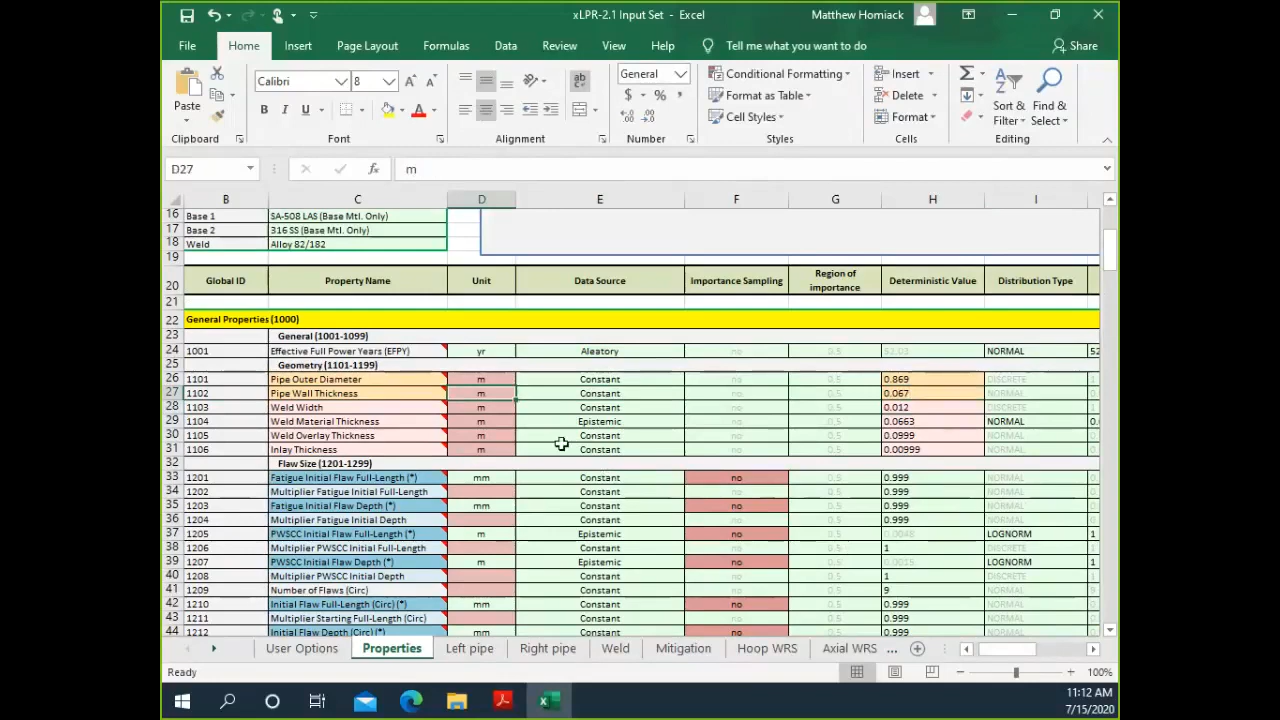 xLPR-2.1 Input Set - Excel
Matthew Homiack
File Home Insert Page Layout Formulas Data Review View Help Tell me what you want to do Share
Calibri 8 General Conditional Formatting Insert
Paste B I U Format as Table Delete Sort & Filter Find & Select
Cell Styles Format
Clipboard Font Alignment Number Styles Cells Editing
D27 fx m
B C D E F G H I
16 Base 1 SA-508 LAS (Base Mtl. Only)
17 Base 2 316 SS (Base Mtl. Only)
18 Weld Alloy 82/182
19
20 Global ID Property Name Unit Data Source Importance Sampling Region of importance Deterministic Value Distribution Type
21
22 General Properties (1000)
23 General (1001-1099)
24 1001 Effective Full Power Years (EFPY) yr Aleatory no 0.5 52.03 NORMAL 52
25 Geometry (1101-1199)
26 1101 Pipe Outer Diameter m Constant no 0.5 0.869 DISCRETE 1
27 1102 Pipe Wall Thickness m Constant no 0.5 0.067 NORMAL
28 1103 Weld Width m Constant no 0.5 0.012 DISCRETE
29 1104 Weld Material Thickness m Epistemic no 0.5 0.0663 NORMAL 0.
30 1105 Weld Overlay Thickness m Constant no 0.5 0.0999 NORMAL
31 1106 Inlay Thickness m Constant no 0.5 0.00999 NORMAL
32 Flaw Size (1201-1299)
33 1201 Fatigue Initial Flaw Full-Length (*) mm Constant no 0.5 0.999 NORMAL
34 1202 Multiplier Fatigue Initial Full-Length Constant no 0.5 0.999 NORMAL
35 1203 Fatigue Initial Flaw Depth (*) mm Constant no 0.5 0.999 NORMAL
36 1204 Multiplier Fatigue Initial Depth Constant no 0.5 0.999 NORMAL
37 1205 PWSCC Initial Flaw Full-Length (*) m Epistemic no 0.5 0.0048 LOGNORM 1
38 1206 Multiplier PWSCC Initial Full-Length Constant no 0.5 1 DISCRETE
39 1207 PWSCC Initial Flaw Depth (*) m Epistemic no 0.5 0.0015 LOGNORM 1
40 1208 Multiplier PWSCC Initial Depth Constant no 0.5 1 DISCRETE
41 1209 Number of Flaws (Circ) Constant no 0.5 9 NORMAL 9
42 1210 Initial Flaw Full-Length (Circ) (*) mm Constant no 0.5 0.999 NORMAL
43 1211 Multiplier Starting Full-Length (Circ) Constant no 0.5 0.999 NORMAL
44 1212 Initial Flaw Depth (Circ) (*) mm Constant no 0.5 0.999 NORMAL
User Options Properties Left pipe Right pipe Weld Mitigation Hoop WRS Axial WRS ...
Ready 100%
11:12 AM
7/15/2020